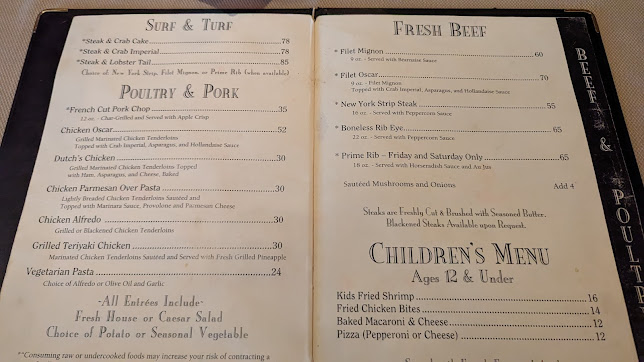 Surf & Turf
*Steak & Crab Cake 78
*Steak & Crab Imperial 78
*Steak & Lobster Tail 85
Choice of New York Strip, Filet Mignon, or Prime Rib (when available)
Poultry & Pork
*French Cut Pork Chop 35
12 oz. - Char-Grilled and Served with Apple Crisp
Chicken Oscar 52
Grilled Marinated Chicken Tenderloins
Topped with Crab Imperial, Asparagus, and Hollandaise Sauce
Dutch's Chicken 30
Grilled Marinated Chicken Tenderloins Topped
with Ham, Asparagus, and Cheese, Baked
Chicken Parmesan Over Pasta 30
Lightly Breaded Chicken Tenderloins Sautéed and
Topped with Marinara Sauce, Provolone and Parmesan Cheese
Chicken Alfredo 30
Grilled or Blackened Chicken Tenderloins
Grilled Teriyaki Chicken 30
Marinated Chicken Tenderloins Sautéed and Served with Fresh Grilled Pineapple
Vegetarian Pasta 24
Choice of Alfredo or Olive Oil and Garlic
-All Entrées Include-
Fresh House or Caesar Salad
Choice of Potato or Seasonal Vegetable
**Consuming raw or undercooked foods may increase your risk of contracting a
Fresh Beef
* Filet Mignon 60
8 oz. - Served with Bearnaise Sauce
* Filet Oscar 70
9 oz. - Filet Mignon
Topped with Crab Imperial, Asparagus, and Hollandaise Sauce
* New York Strip Steak 55
16 oz. - Served with Peppercorn Sauce
* Boneless Rib Eye 65
22 oz. - Served with Peppercorn Sauce
* Prime Rib – Friday and Saturday Only 65
18 oz. - Served with Horseradish Sauce and Au Jus
Sautéed Mushrooms and Onions Add 4
Steaks are Freshly Cut & Brushed with Seasoned Butter.
Blackened Steaks Available upon Request.
Children's Menu
Ages 12 & Under
Kids Fried Shrimp 16
Fried Chicken Bites 14
Baked Macaroni & Cheese 12
Pizza (Pepperoni or Cheese) 12
Beef & Poultry